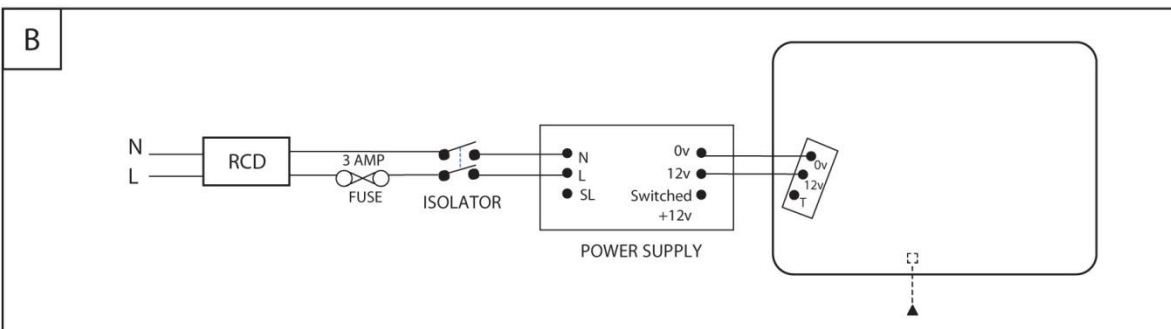 B
N
L
RCD
3 AMP
FUSE
ISOLATOR
N
L
SL
0v
12v
Switched
+12v
POWER SUPPLY
0v
12v
T